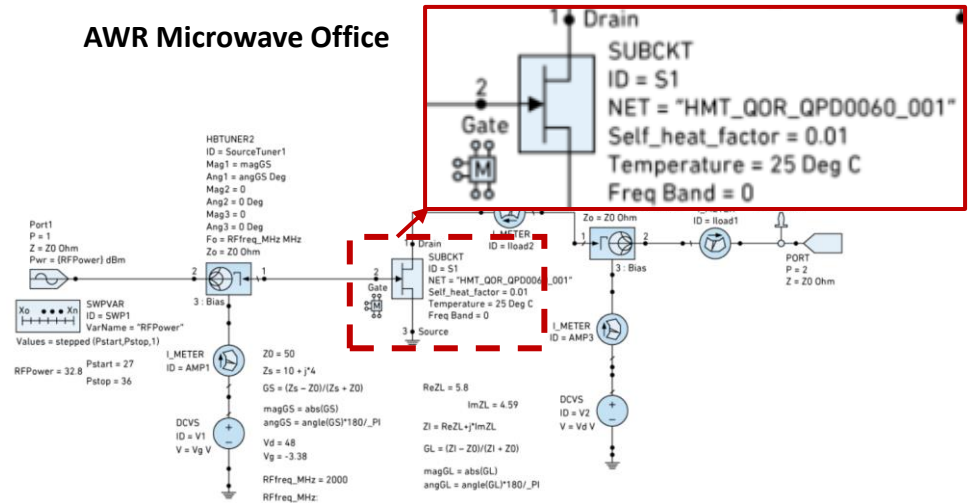 AWR Microwave Office
1 Drain
SUBCKT
ID = S1
NET = "HMT_QOR_QPD0060_001"
Self_heat_factor = 0.01
Temperature = 25 Deg C
Freq Band = 0
2
Gate
M
HBTUNER2
ID = SourceTuner1
Mag1 = magGS
Ang1 = angGS Deg
Mag2 = 0
Ang2 = 0 Deg
Mag3 = 0
Ang3 = 0 Deg
Fo = RFfreq_MHz MHz
Zo = Z0 Ohm
Port1
P = 1
Z = Z0 Ohm
Pwr = {RFPower} dBm
2
1
3 : Bias
Xo Xn
SWPVAR
ID = SWP1
VarName = "RFPower"
Values = stepped (Pstart,Pstop,1)
RFPower = 32.8
Pstart = 27
Pstop = 36
I_METER
ID = AMP1
DCVS
ID = V1
V = Vg V
Z0 = 50
Zs = 10 + j*4
GS = (Zs – Z0)/(Zs + Z0)
magGS = abs(GS)
angGS = angle(GS)*180/_PI
Vd = 48
Vg = -3.38
RFfreq_MHz = 2000
RFfreq_MHz:
1 Drain
2
Gate
M
SUBCKT
ID = S1
NET = "HMT_QOR_QPD0060_001"
Self_heat_factor = 0.01
Temperature = 25 Deg C
Freq Band = 0
3 Source
I_METER
ID = Iload2
Zo = Z0 Ohm
1
2
3 : Bias
ID = Iload1
PORT
P = 2
Z = Z0 Ohm
I_METER
ID = AMP3
DCVS
ID = V2
V = Vd V
ReZL = 5.8
ImZL = 4.59
Zl = ReZL+j*ImZL
GL = (Zl – Z0)/(Zl + Z0)
magGL = abs(GL)
angGL = angle(GL)*180/_PI